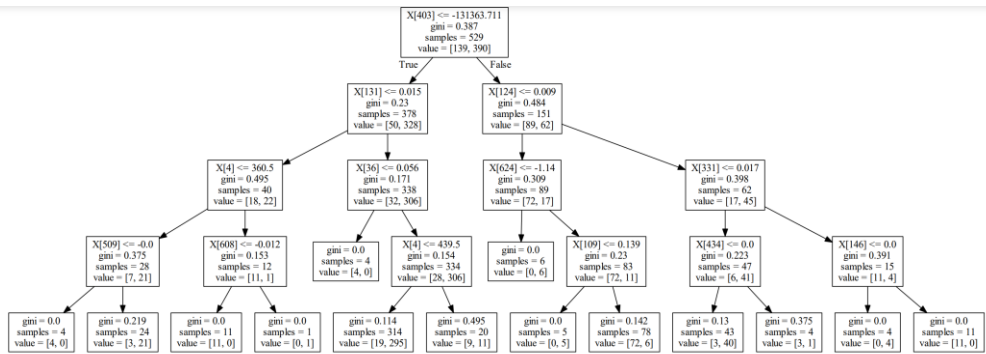 X[403] <= -131363.711
gini = 0.387
samples = 529
value = [139, 390]
True
False
X[131] <= 0.015
gini = 0.23
samples = 378
value = [50, 328]
X[124] <= 0.009
gini = 0.484
samples = 151
value = [89, 62]
X[4] <= 360.5
gini = 0.495
samples = 40
value = [18, 22]
X[36] <= 0.056
gini = 0.171
samples = 338
value = [32, 306]
X[624] <= -1.14
gini = 0.309
samples = 89
value = [72, 17]
X[331] <= 0.017
gini = 0.398
samples = 62
value = [17, 45]
X[509] <= -0.0
gini = 0.375
samples = 28
value = [7, 21]
X[608] <= -0.012
gini = 0.153
samples = 12
value = [11, 1]
gini = 0.0
samples = 4
value = [4, 0]
X[4] <= 439.5
gini = 0.154
samples = 334
value = [28, 306]
gini = 0.0
samples = 6
value = [0, 6]
X[109] <= 0.139
gini = 0.23
samples = 83
value = [72, 11]
X[434] <= 0.0
gini = 0.223
samples = 47
value = [6, 41]
X[146] <= 0.0
gini = 0.391
samples = 15
value = [11, 4]
gini = 0.0
samples = 4
value = [4, 0]
gini = 0.219
samples = 24
value = [3, 21]
gini = 0.0
samples = 11
value = [11, 0]
gini = 0.0
samples = 1
value = [0, 1]
gini = 0.114
samples = 314
value = [19, 295]
gini = 0.495
samples = 20
value = [9, 11]
gini = 0.0
samples = 5
value = [0, 5]
gini = 0.142
samples = 78
value = [72, 6]
gini = 0.13
samples = 43
value = [3, 40]
gini = 0.375
samples = 4
value = [3, 1]
gini = 0.0
samples = 4
value = [0, 4]
gini = 0.0
samples = 11
value = [11, 0]